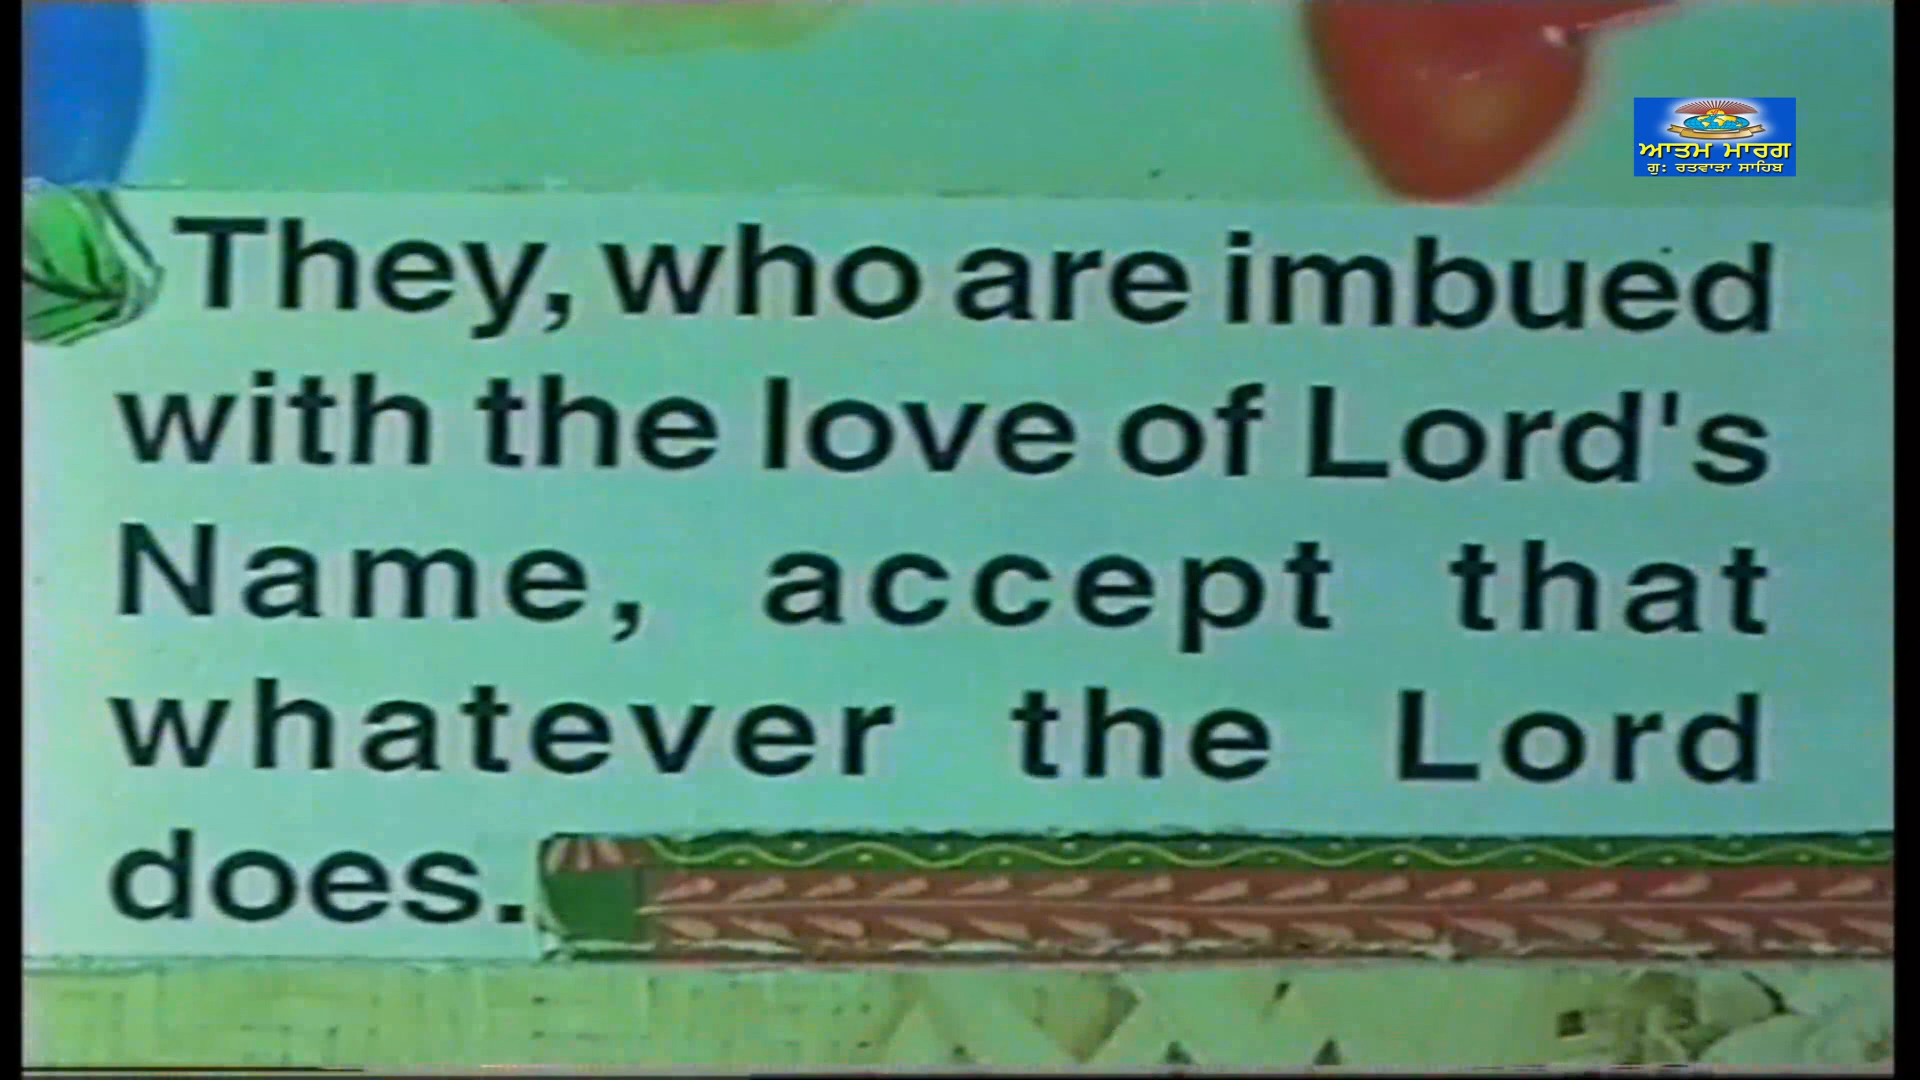 ਆਤਮ ਮਾਰਗ
ਗੁ: ਰਤਵਾੜਾ ਸਾਹਿਬ
They, who are imbued
with the love of Lord's
Name, accept that
whatever the Lord
does.